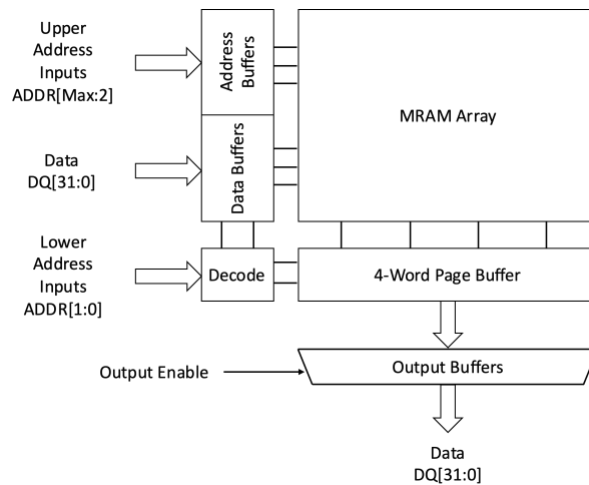 Upper
Address
Inputs
ADDR[Max:2]
Address
Buffers
MRAM Array
Data
DQ[31:0]
Data Buffers
Lower
Address
Inputs
ADDR[1:0]
Decode
4-Word Page Buffer
Output Enable
Output Buffers
Data
DQ[31:0]